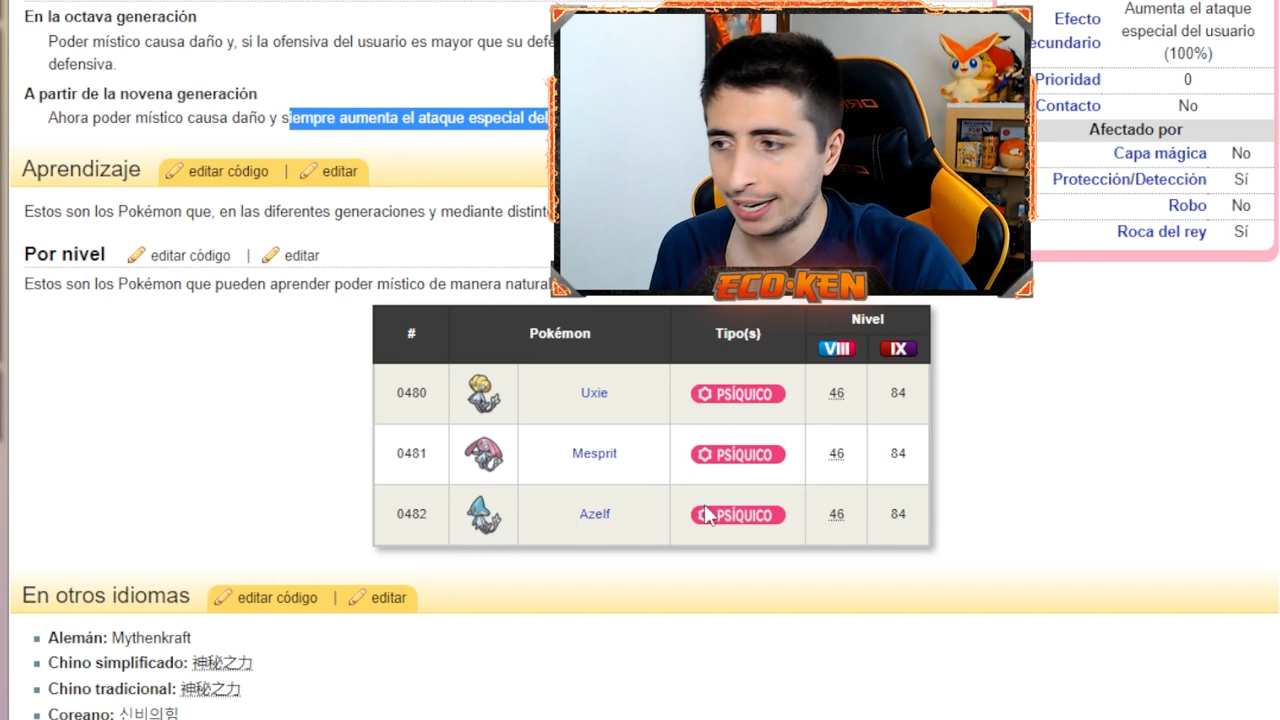 En la octava generación
Poder místico causa daño y, si la ofensiva del usuario es mayor que su
defensiva.
A partir de la novena generación
Ahora poder místico causa daño y siempre aumenta el ataque especial del
Aprendizaje editar código | editar
Estos son los Pokémon que, en las diferentes generaciones y mediante
Por nivel editar código | editar
Estos son los Pokémon que pueden aprender poder místico de manera
ECO·KEN
Efecto
Aumenta el ataque
especial del usuario
(100%)
Prioridad 0
Contacto No
Afectado por
Capa mágica No
Protección/Detección Sí
Robo No
Roca del rey Sí
# Pokémon Tipo(s) Nivel
VIII IX
0480 Uxie PSÍQUICO 46 84
0481 Mesprit PSÍQUICO 46 84
0482 Azelf PSÍQUICO 46 84
En otros idiomas editar código | editar
Alemán: Mythenkraft
Chino simplificado: 神秘之力
Chino tradicional: 神秘之力
Coreano: 신비의힘